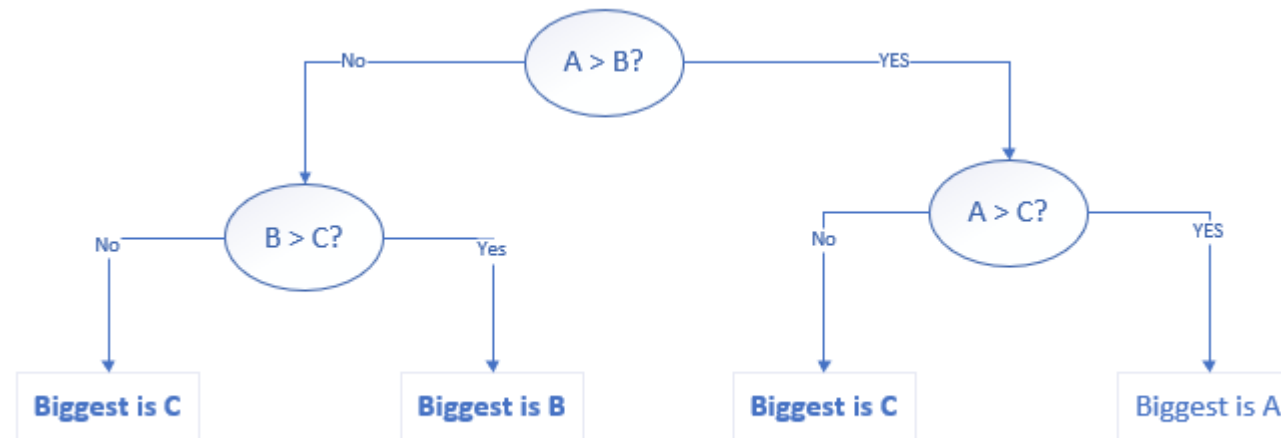 A > B?
No
YES
B > C?
A > C?
No
Yes
No
YES
Biggest is C
Biggest is B
Biggest is C
Biggest is A